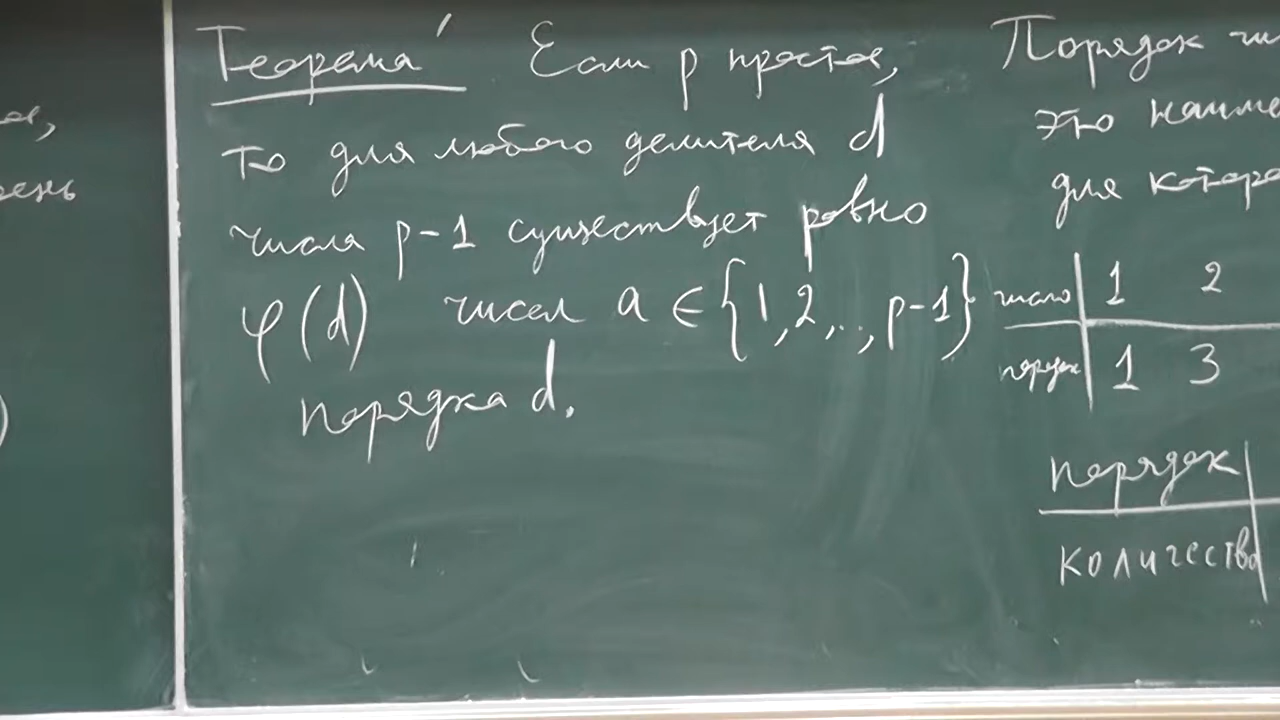 Теорема' Если p простое,
то для любого делителя d
числа p-1 существует ровно
φ(d) чисел a ∈ {1,2,..,p-1}
порядка d.
Порядок
это
для
число 1 2
порядок 1 3
порядок
количество